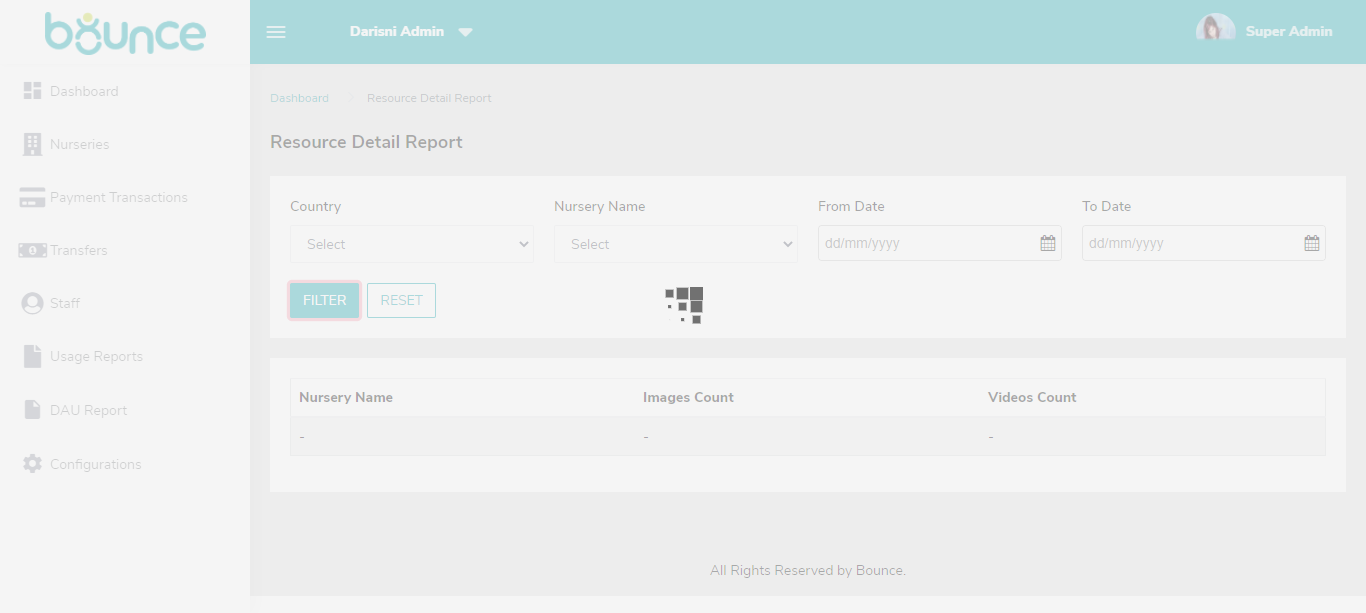 bounce
Darisni Admin
Super Admin
Dashboard
Nurseries
Payment Transactions
Transfers
Staff
Usage Reports
DAU Report
Configurations
Dashboard Resource Detail Report
Resource Detail Report
Country Nursery Name From Date To Date
Select Select dd/mm/yyyy dd/mm/yyyy
FILTER RESET
Nursery Name Images Count Videos Count
- - -
All Rights Reserved by Bounce.